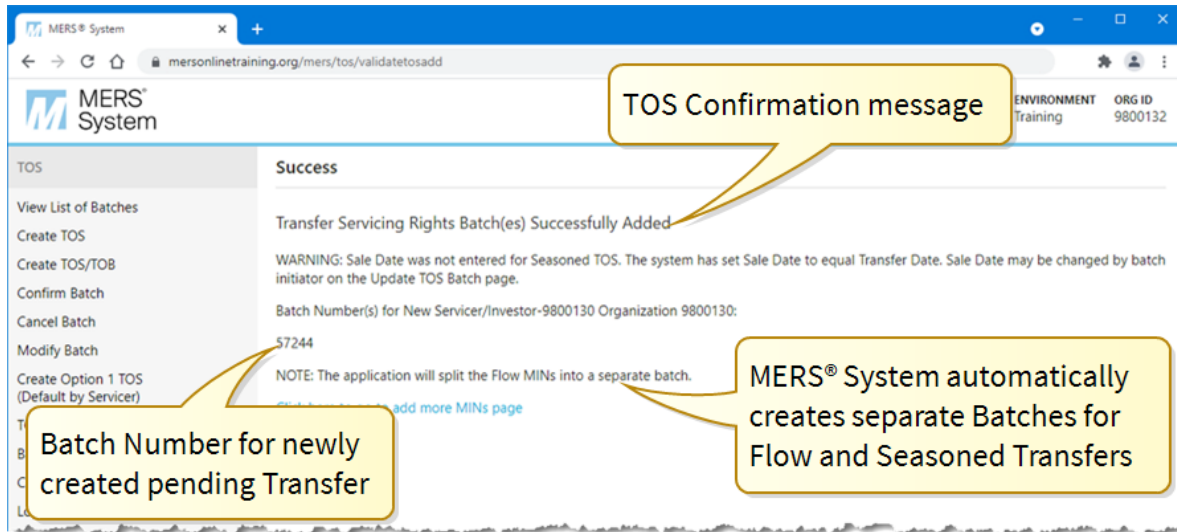 MERS® System
mersonlinetraining.org/mers/tos/validatetosadd
MERS®
System
TOS Confirmation message
ENVIRONMENT
Training
ORG ID
9800132
TOS
View List of Batches
Create TOS
Create TOS/TOB
Confirm Batch
Cancel Batch
Modify Batch
Create Option 1 TOS
(Default by Servicer)
Success
Transfer Servicing Rights Batch(es) Successfully Added
WARNING: Sale Date was not entered for Seasoned TOS. The system has set Sale Date to equal Transfer Date. Sale Date may be changed by batch
initiator on the Update TOS Batch page.
Batch Number(s) for New Servicer/Investor-9800130 Organization 9800130:
57244
NOTE: The application will split the Flow MINs into a separate batch.
add more MINs page
Batch Number for newly
created pending Transfer
MERS® System automatically
creates separate Batches for
Flow and Seasoned Transfers